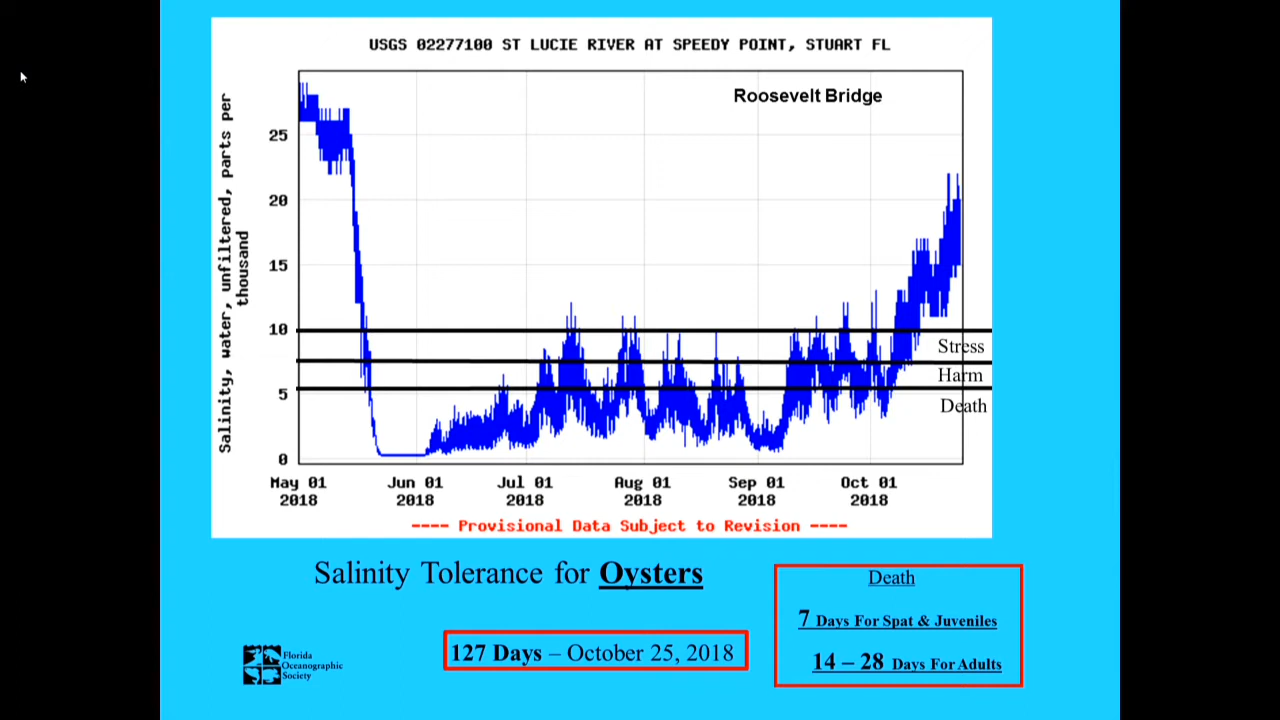 USGS 02277100 ST LUCIE RIVER AT SPEEDY POINT, STUART FL
Roosevelt Bridge
Salinity, water, unfiltered, parts per
thousand
25
20
15
10
5
0
Stress
Harm
Death
May 01 Jun 01 Jul 01 Aug 01 Sep 01 Oct 01
2018 2018 2018 2018 2018 2018
---- Provisional Data Subject to Revision ----
Salinity Tolerance for Oysters
127 Days – October 25, 2018
Death
7 Days For Spat & Juveniles
14 – 28 Days For Adults
Florida
Oceanographic
Society